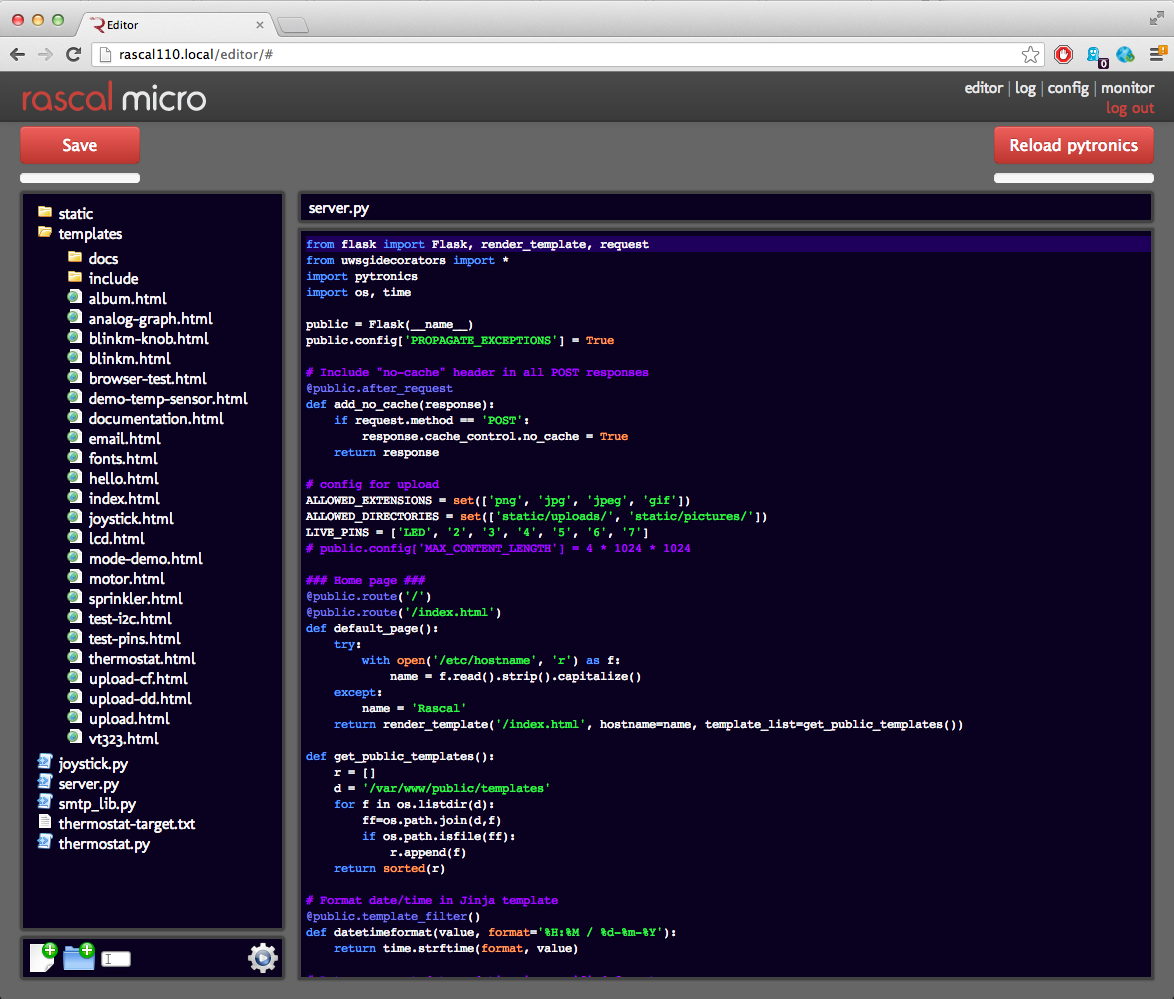 Editor
rascal110.local/editor/#
0
rascal micro
editor | log | config | monitor
log out
Save
Reload pytronics
static
templates
docs
include
album.html
analog-graph.html
blinkm-knob.html
blinkm.html
browser-test.html
demo-temp-sensor.html
documentation.html
email.html
fonts.html
hello.html
index.html
joystick.html
lcd.html
mode-demo.html
motor.html
sprinkler.html
test-i2c.html
test-pins.html
thermostat.html
upload-cf.html
upload-dd.html
upload.html
vt323.html
joystick.py
server.py
smtp_lib.py
thermostat-target.txt
thermostat.py
server.py
from flask import Flask, render_template, request
from uwsgidecorators import *
import pytronics
import os, time
public = Flask(__name__)
public.config['PROPAGATE_EXCEPTIONS'] = True
# Include "no-cache" header in all POST responses
@public.after_request
def add_no_cache(response):
    if request.method == 'POST':
        response.cache_control.no_cache = True
    return response
# config for upload
ALLOWED_EXTENSIONS = set(['png', 'jpg', 'jpeg', 'gif'])
ALLOWED_DIRECTORIES = set(['static/uploads/', 'static/pictures/'])
LIVE_PINS = ['LED', '2', '3', '4', '5', '6', '7']
# public.config['MAX_CONTENT_LENGTH'] = 4 * 1024 * 1024
### Home page ###
@public.route('/')
@public.route('/index.html')
def default_page():
    try:
        with open('/etc/hostname', 'r') as f:
            name = f.read().strip().capitalize()
    except:
        name = 'Rascal'
    return render_template('/index.html', hostname=name, template_list=get_public_templates())
def get_public_templates():
    r = []
    d = '/var/www/public/templates'
    for f in os.listdir(d):
        ff=os.path.join(d,f)
        if os.path.isfile(ff):
            r.append(f)
    return sorted(r)
# Format date/time in Jinja template
@public.template_filter()
def datetimeformat(value, format='%H:%M / %d-%m-%Y'):
    return time.strftime(format, value)